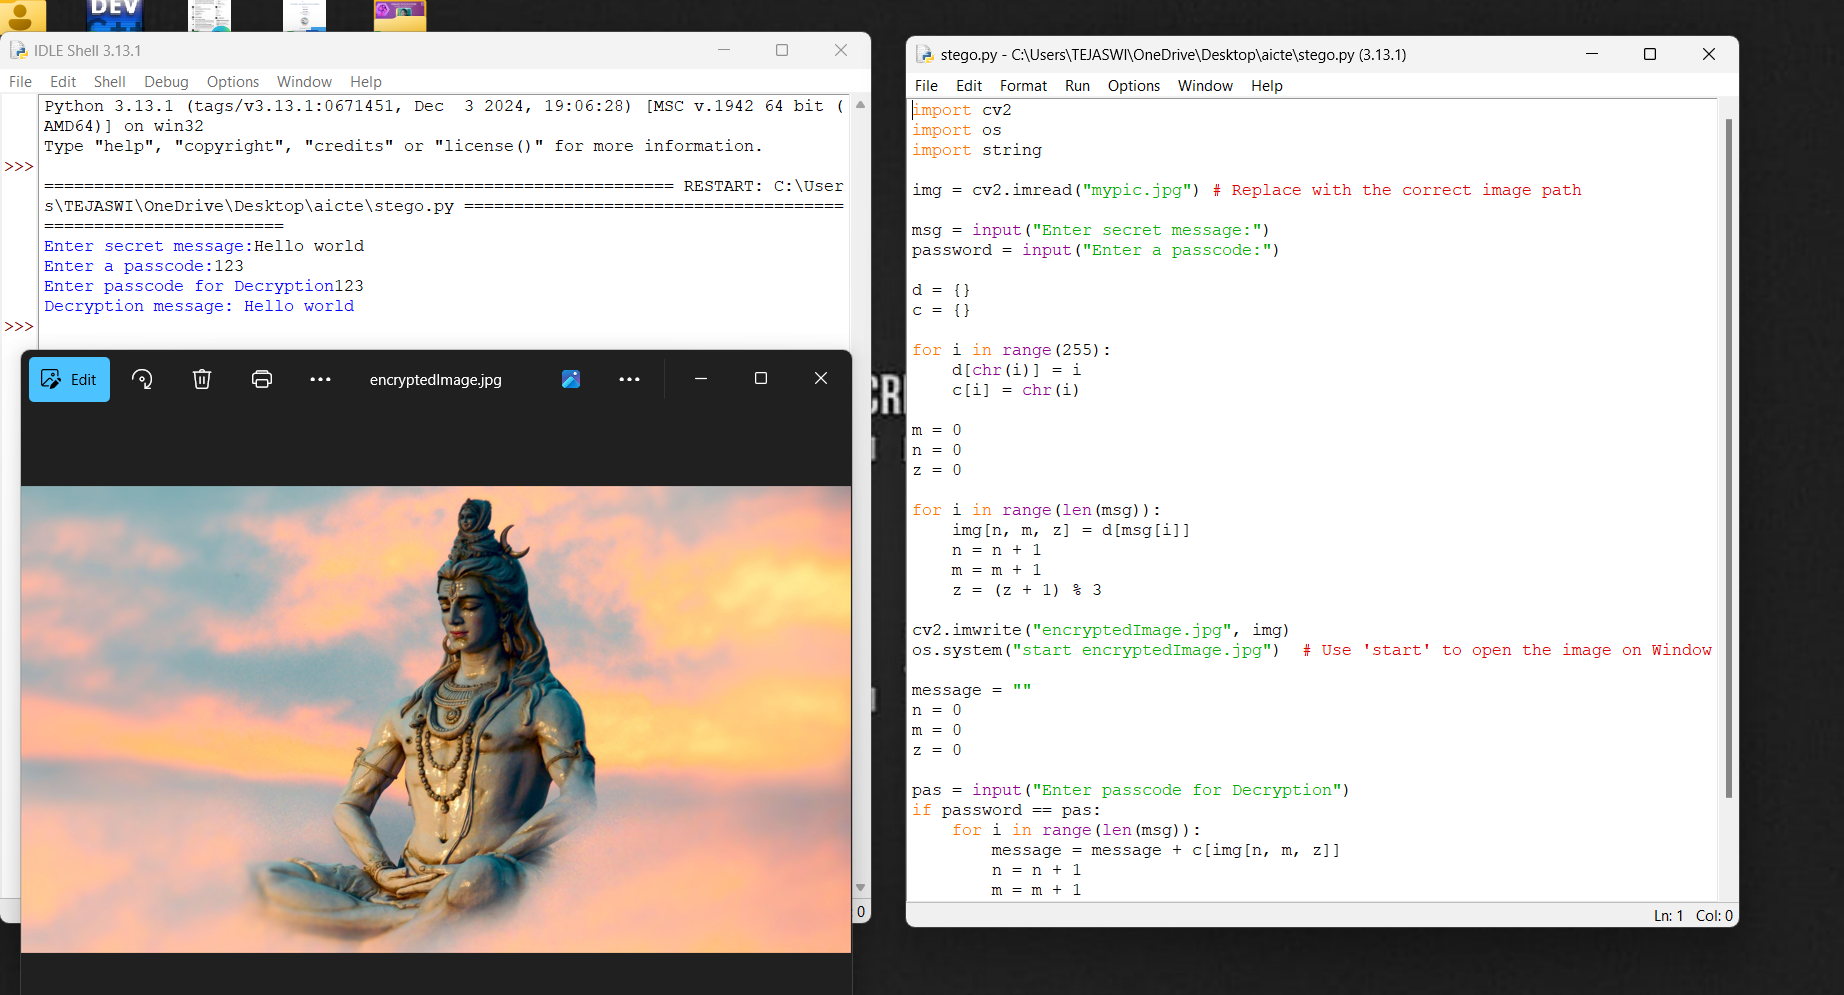 DEV
C++
IDLE Shell 3.13.1
File Edit Shell Debug Options Window Help
Python 3.13.1 (tags/v3.13.1:0671451, Dec  3 2024, 19:06:28) [MSC v.1942 64 bit (
AMD64)] on win32
Type "help", "copyright", "credits" or "license()" for more information.
>>>
=============================================================== RESTART: C:\User
s\TEJASWI\OneDrive\Desktop\aicte\stego.py ======================================
========================
Enter secret message:Hello world
Enter a passcode:123
Enter passcode for Decryption123
Decryption message: Hello world
>>>
0
Edit
encryptedImage.jpg
CRI
stego.py - C:\Users\TEJASWI\OneDrive\Desktop\aicte\stego.py (3.13.1)
File Edit Format Run Options Window Help
import cv2
import os
import string
img = cv2.imread("mypic.jpg") # Replace with the correct image path
msg = input("Enter secret message:")
password = input("Enter a passcode:")
d = {}
c = {}
for i in range(255):
    d[chr(i)] = i
    c[i] = chr(i)
m = 0
n = 0
z = 0
for i in range(len(msg)):
    img[n, m, z] = d[msg[i]]
    n = n + 1
    m = m + 1
    z = (z + 1) % 3
cv2.imwrite("encryptedImage.jpg", img)
os.system("start encryptedImage.jpg")  # Use 'start' to open the image on Window
message = ""
n = 0
m = 0
z = 0
pas = input("Enter passcode for Decryption")
if password == pas:
    for i in range(len(msg)):
        message = message + c[img[n, m, z]]
        n = n + 1
        m = m + 1
Ln: 1 Col: 0